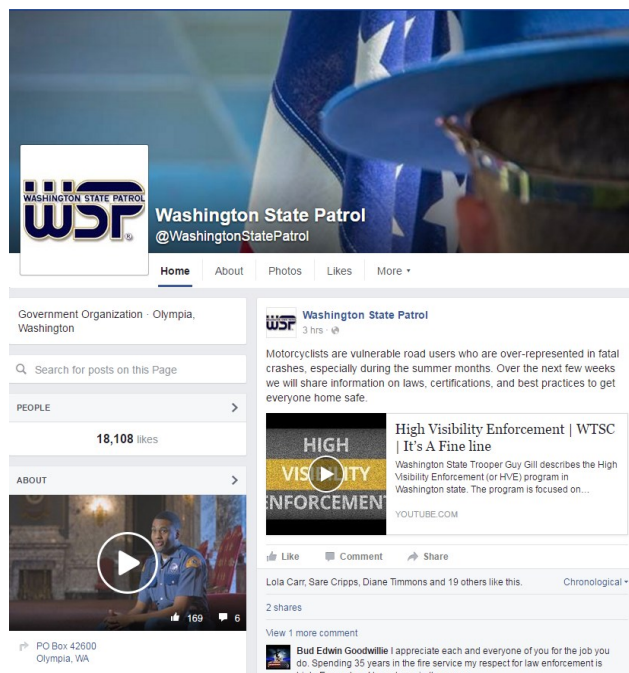 WASHINGTON STATE PATROL
WSP
Washington State Patrol
@WashingtonStatePatrol
Home About Photos Likes More
Government Organization · Olympia,
Washington
Search for posts on this Page
PEOPLE
18,108 likes
ABOUT
169 6
PO Box 42600
Olympia, WA
WSP
Washington State Patrol
3 hrs ·
Motorcyclists are vulnerable road users who are over-represented in fatal
crashes, especially during the summer months. Over the next few weeks
we will share information on laws, certifications, and best practices to get
everyone home safe.
HIGH
VISIBILITY
ENFORCEMENT
High Visibility Enforcement | WTSC
| It's A Fine line
Washington State Trooper Guy Gill describes the High
Visibility Enforcement (or HVE) program in
Washington state. The program is focused on...
YOUTUBE.COM
Like Comment Share
Lola Carr, Sare Cripps, Diane Timmons and 19 others like this. Chronological
2 shares
View 1 more comment
Bud Edwin Goodwillie I appreciate each and everyone of you for the job you
do. Spending 35 years in the fire service my respect for law enforcement is